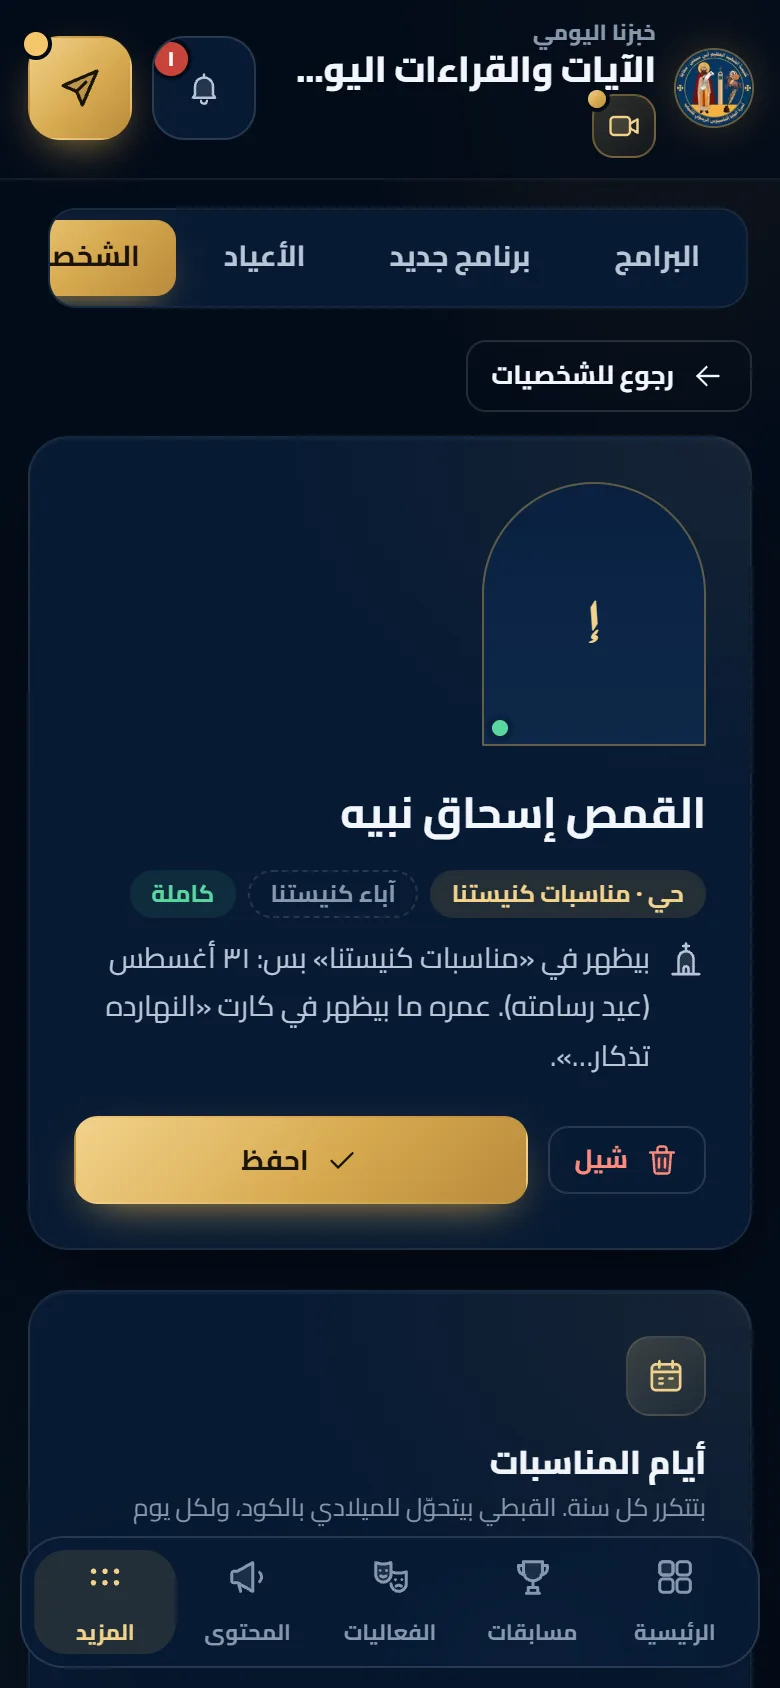 خبزنا اليومي
الآيات والقراءات اليو...
١
البرامج
برنامج جديد
الأعياد
الشخص
رجوع للشخصيات
إ
القمص إسحاق نبيه
حي · مناسبات كنيستنا
آباء كنيستنا
كاملة
بيظهر في «مناسبات كنيستنا» بس: ٣١ أغسطس
(عيد رسامته). عمره ما بيظهر في كارت «النهارده
تذكار...».
شيل
احفظ
أيام المناسبات
بتتكرر كل سنة. القبطي بيتحوّل للميلادي بالكود، ولكل يوم
الرئيسية
مسابقات
الفعاليات
المحتوى
المزيد